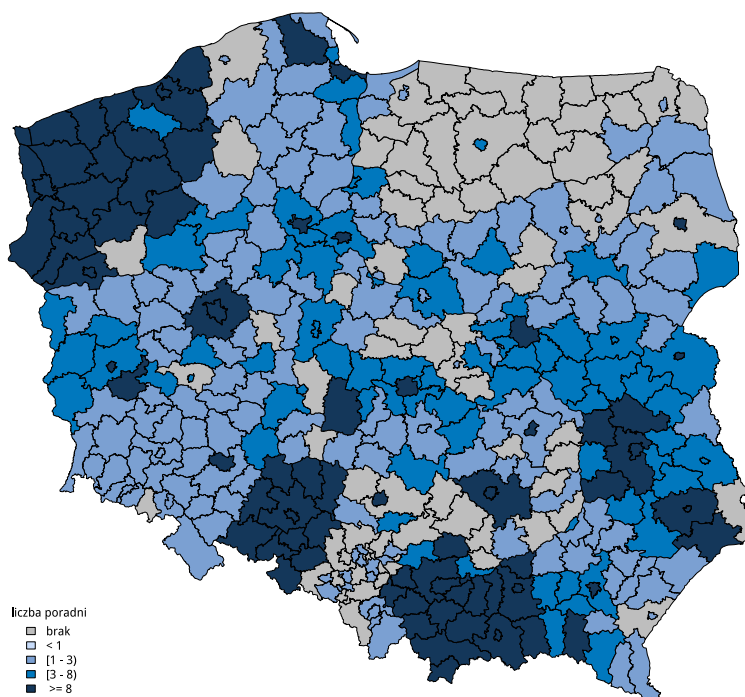 liczba poradni
brak
< 1
[1 - 3)
[3 - 8)
>= 8